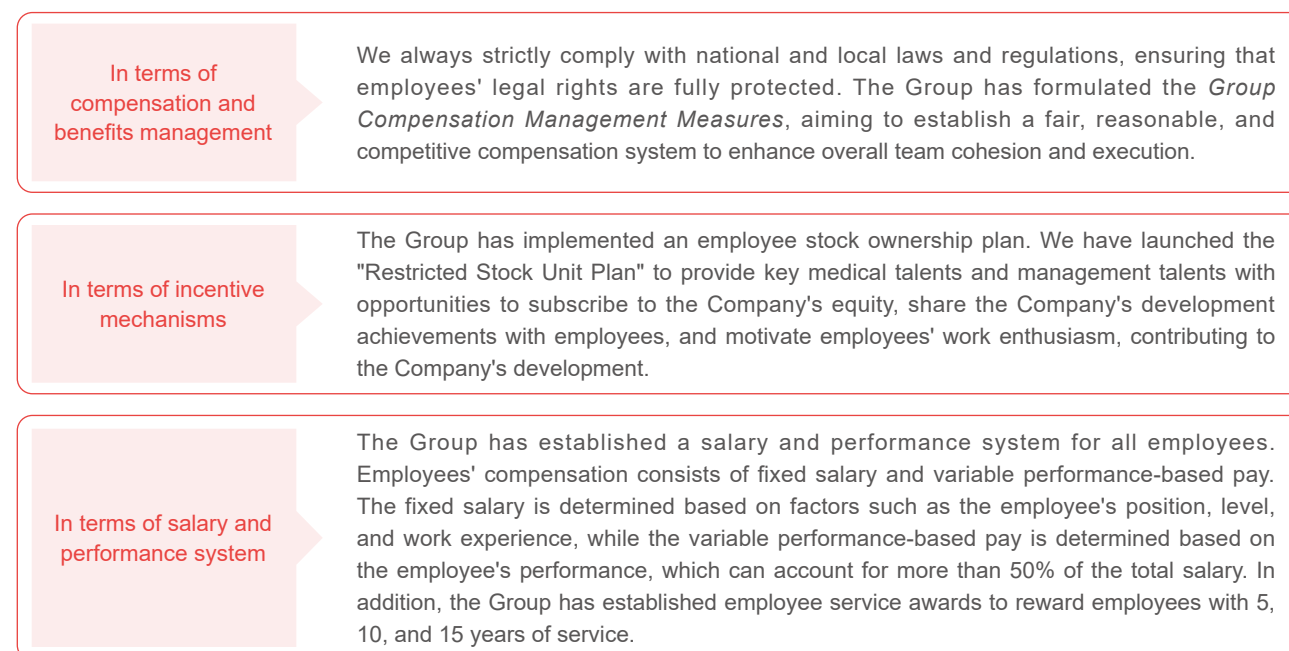 In terms of
compensation and
benefits management
We always strictly comply with national and local laws and regulations, ensuring that
employees' legal rights are fully protected. The Group has formulated the Group
Compensation Management Measures, aiming to establish a fair, reasonable, and
competitive compensation system to enhance overall team cohesion and execution.
In terms of incentive
mechanisms
The Group has implemented an employee stock ownership plan. We have launched the
"Restricted Stock Unit Plan" to provide key medical talents and management talents with
opportunities to subscribe to the Company's equity, share the Company's development
achievements with employees, and motivate employees' work enthusiasm, contributing to
the Company's development.
In terms of salary and
performance system
The Group has established a salary and performance system for all employees.
Employees' compensation consists of fixed salary and variable performance-based pay.
The fixed salary is determined based on factors such as the employee's position, level,
and work experience, while the variable performance-based pay is determined based on
the employee's performance, which can account for more than 50% of the total salary. In
addition, the Group has established employee service awards to reward employees with 5,
10, and 15 years of service.